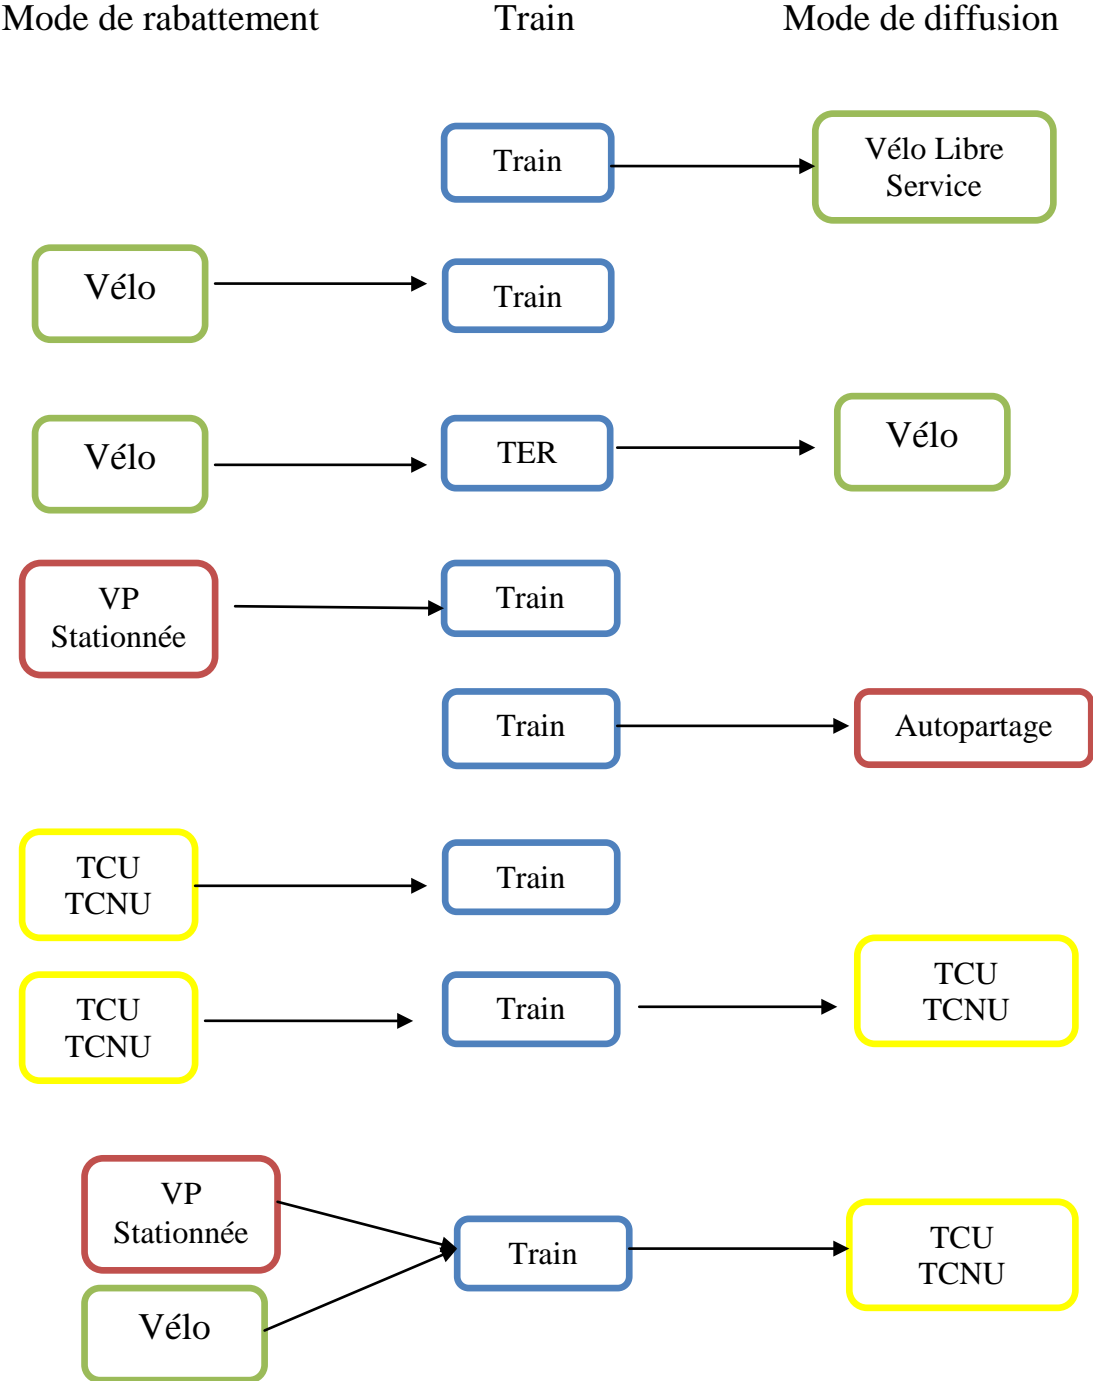 Mode de rabattement
Train
Mode de diffusion
Train
Vélo Libre
Service
Vélo
Train
Vélo
TER
Vélo
VP
Stationnée
Train
Train
Autopartage
TCU
TCNU
Train
TCU
TCNU
Train
TCU
TCNU
VP
Stationnée
Vélo
Train
TCU
TCNU